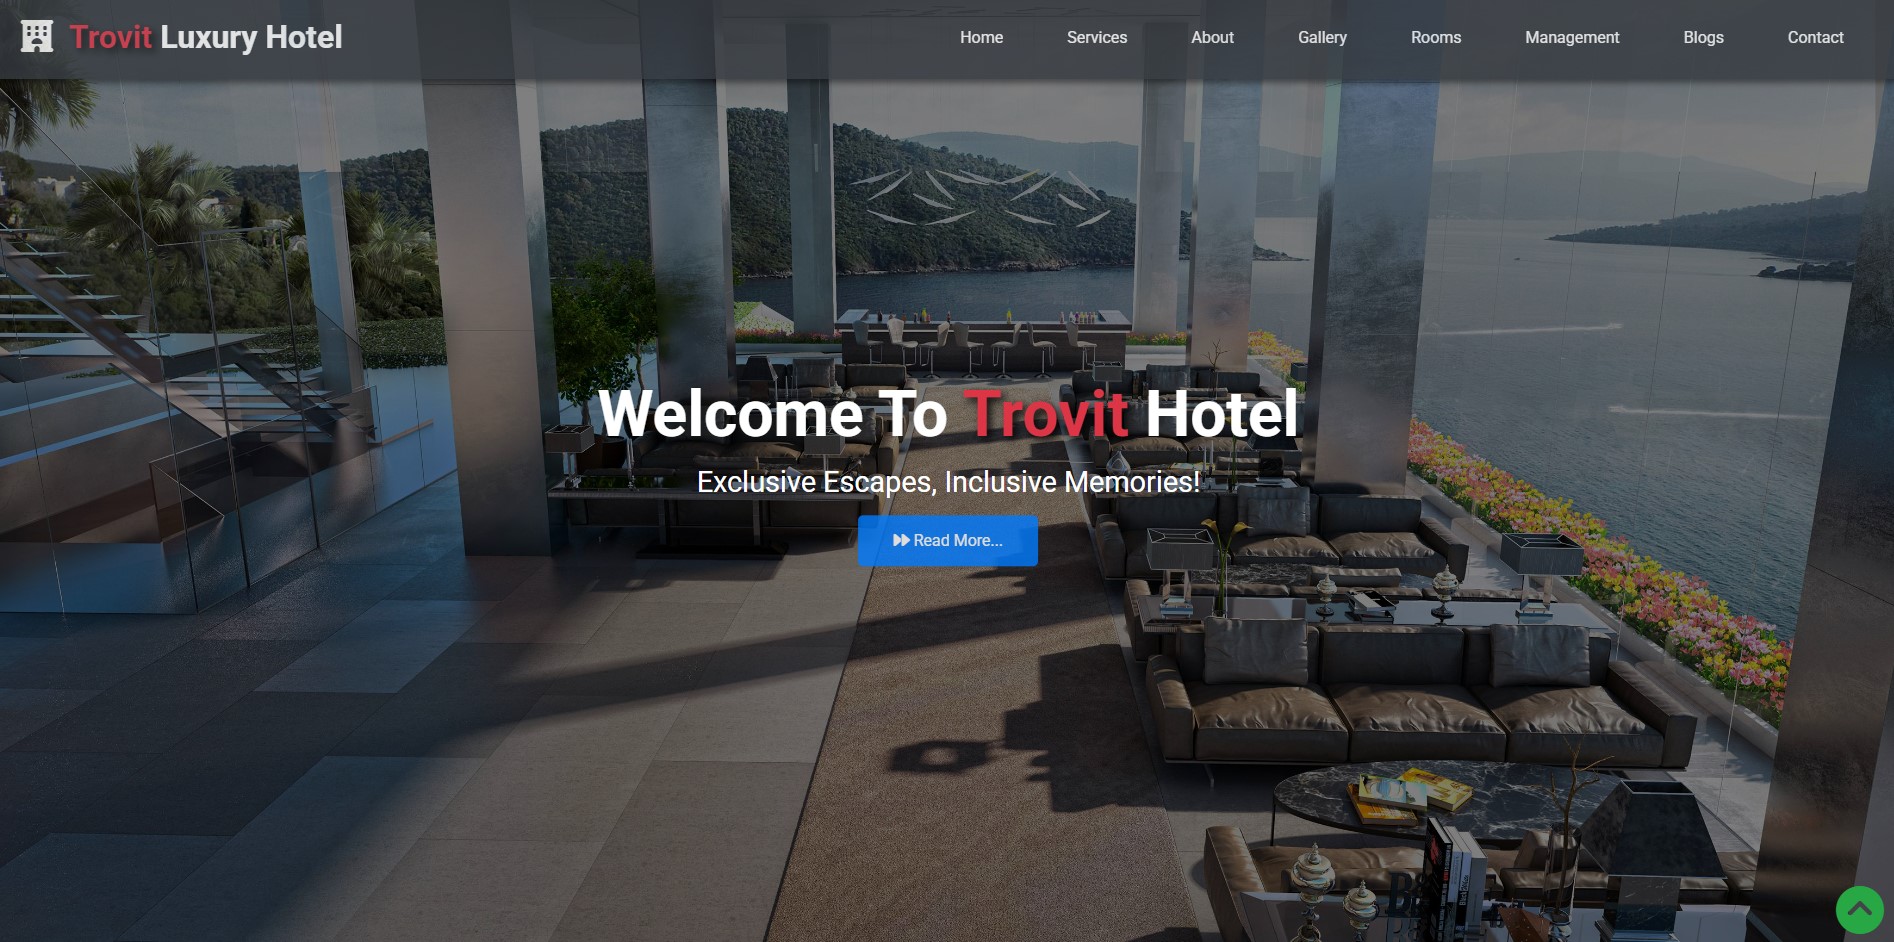 Trovit Luxury Hotel
Home Services About Gallery Rooms Management Blogs Contact
Welcome To Trovit Hotel
Exclusive Escapes, Inclusive Memories!
Read More...